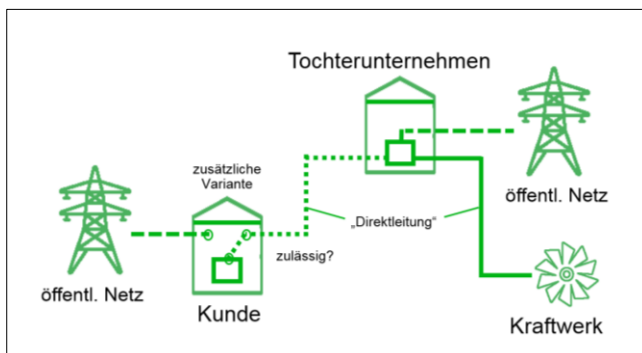 Tochterunternehmen
zusätzliche
Variante
öffentl. Netz
„Direktleitung“
zulässig?
öffentl. Netz
Kunde
Kraftwerk